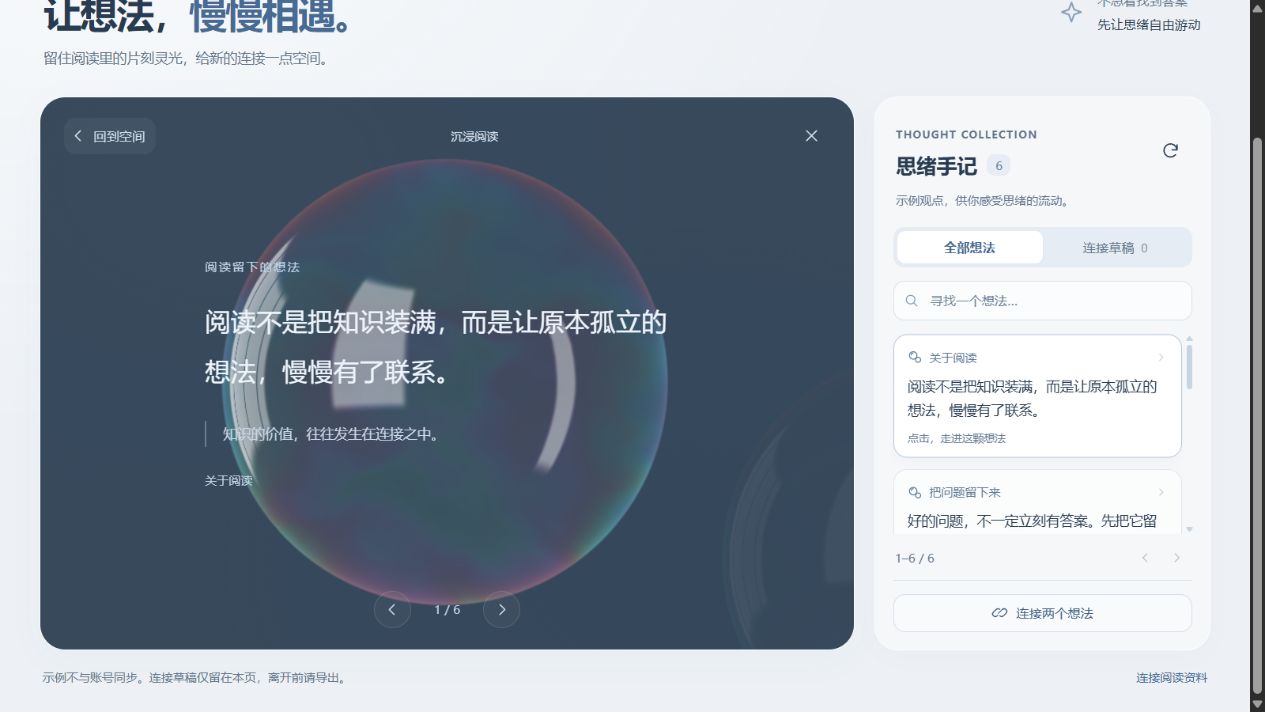 让想法，慢慢相遇。
不急着找到答案
先让思绪自由游动
留住阅读里的片刻灵光，给新的连接一点空间。
回到空间
沉浸阅读
阅读留下的想法
阅读不是把知识装满，而是让原本孤立的
想法，慢慢有了联系。
知识的价值，往往发生在连接之中。
关于阅读
1 / 6
THOUGHT COLLECTION
思绪手记 6
示例观点，供你感受思绪的流动。
全部想法
连接草稿 0
寻找一个想法...
关于阅读
阅读不是把知识装满，而是让原本孤立的
想法，慢慢有了联系。
点击，走进这颗想法
把问题留下来
好的问题，不一定立刻有答案。先把它留
1–6 / 6
连接两个想法
示例不与账号同步。连接草稿仅留在本页，离开前请导出。
连接阅读资料